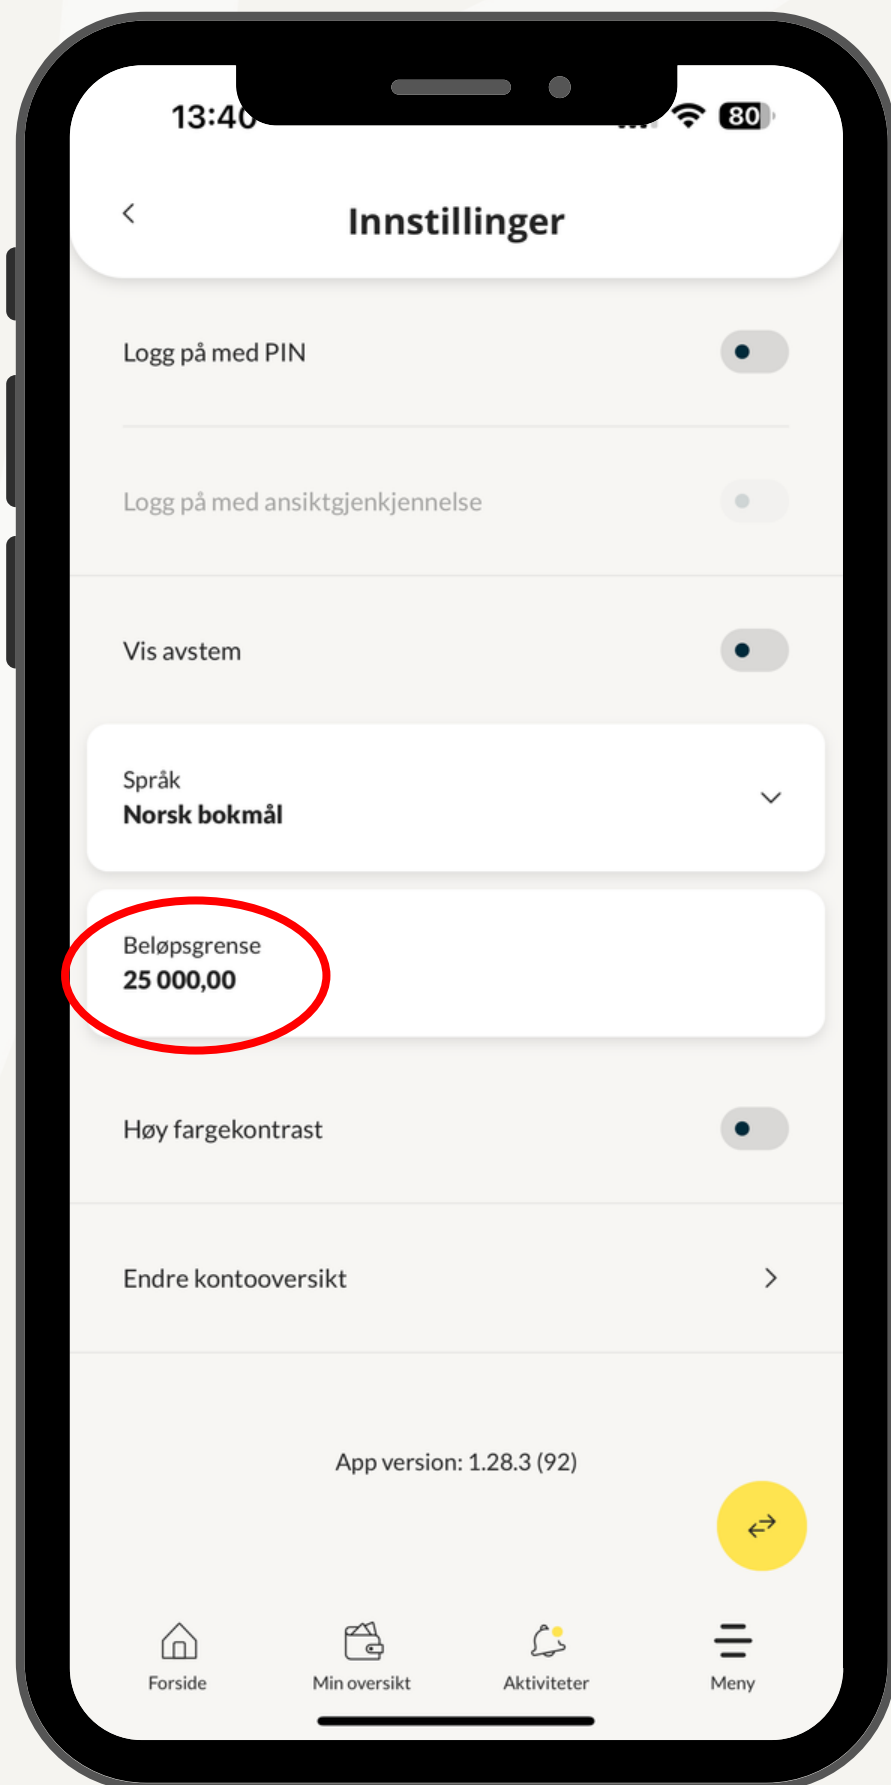 13:40
80
Innstillinger
Logg på med PIN
Logg på med ansiktgjenkjennelse
Vis avstem
Språk
Norsk bokmål
Beløpsgrense
25 000,00
Høy fargekontrast
Endre kontooversikt
App version: 1.28.3 (92)
Forside
Min oversikt
Aktiviteter
Meny